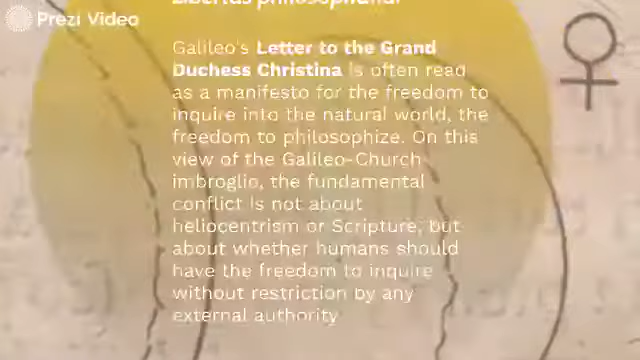 Prezi Video
Libertas philosophandi
Galileo's Letter to the Grand
Duchess Christina is often read
as a manifesto for the freedom to
inquire into the natural world, the
freedom to philosophize. On this
view of the Galileo-Church
imbroglio, the fundamental
conflict is not about
heliocentrism or Scripture, but
about whether humans should
have the freedom to inquire
without restriction by any
external authority